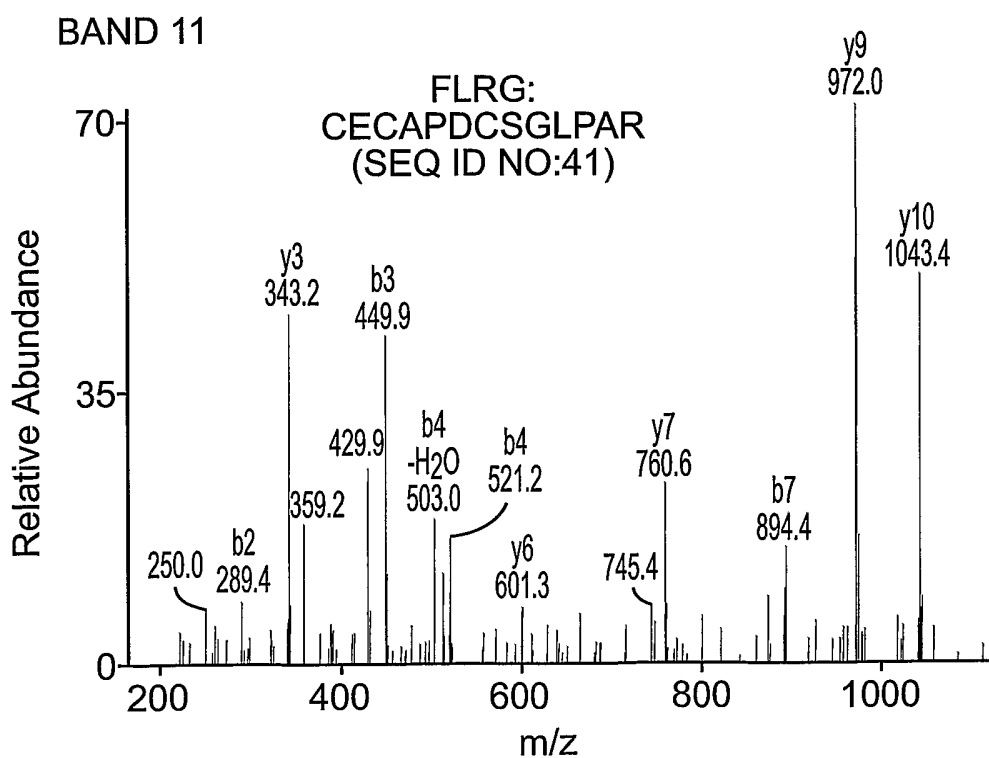 BAND 11
FLRG:
CECAPDCSGLPAR
(SEQ ID NO:41)
Relative Abundance
70
35
0
250.0
b2
289.4
y3
343.2
359.2
429.9
b3
449.9
b4
-H2O
503.0
b4
521.2
y6
601.3
745.4
y7
760.6
b7
894.4
y9
972.0
y10
1043.4
200 400 600 800 1000
m/z